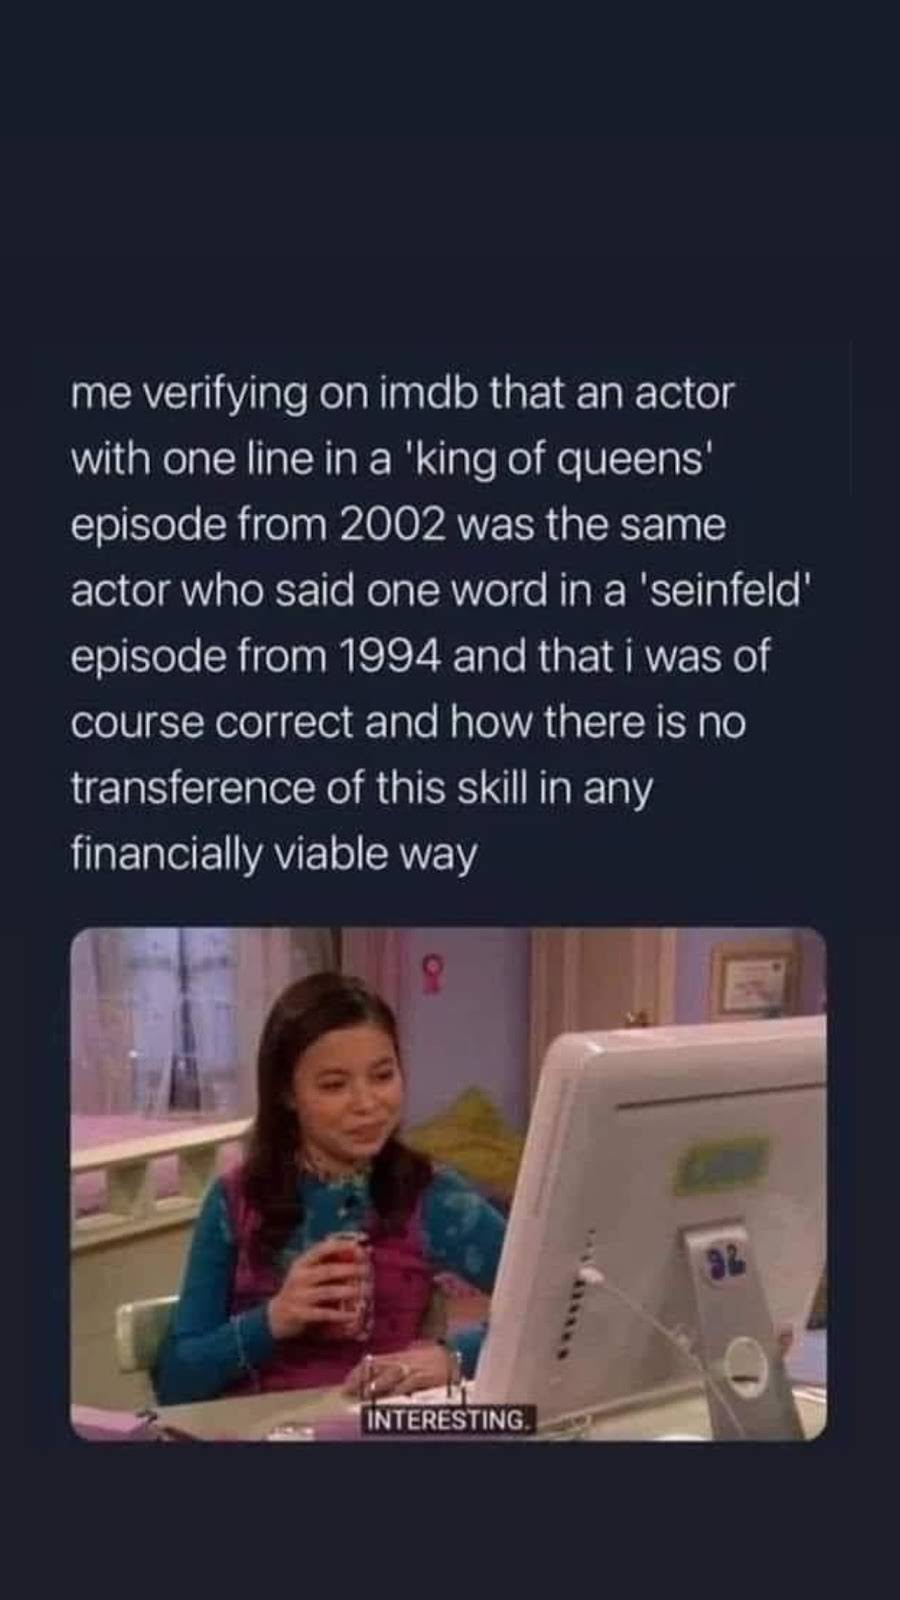 me verifying on imdb that an actor
with one line in a 'king of queens'
episode from 2002 was the same
actor who said one word in a 'seinfeld'
episode from 1994 and that i was of
course correct and how there is no
transference of this skill in any
financially viable way
INTERESTING.